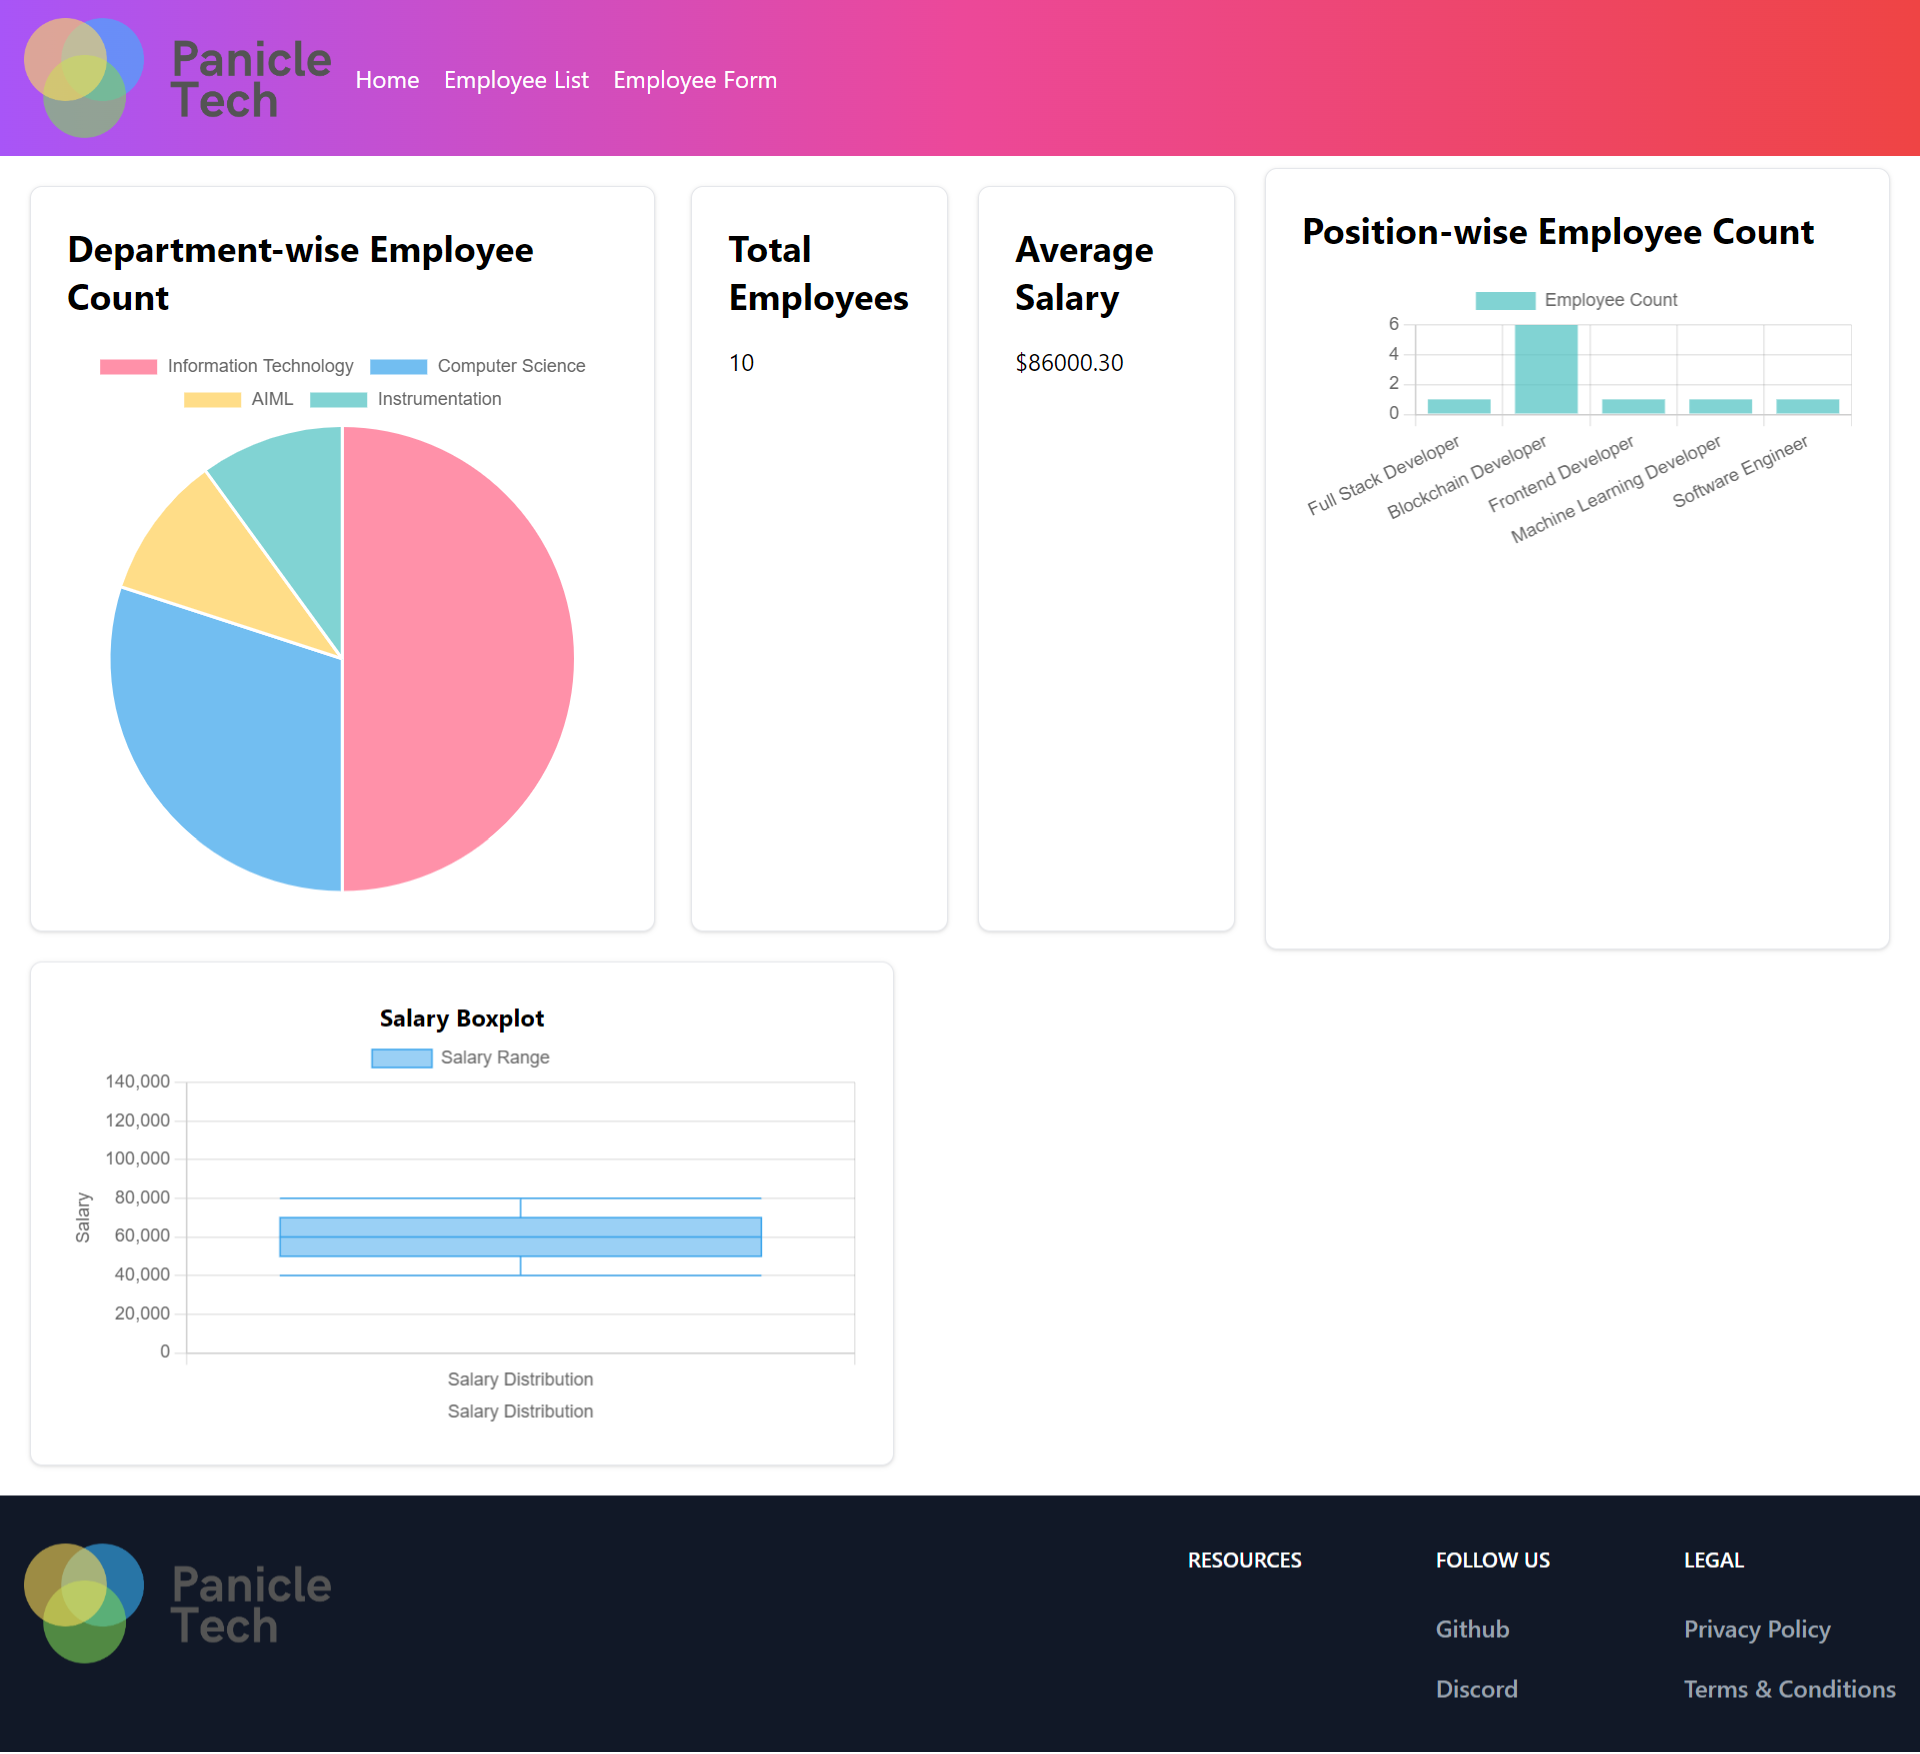 Panicle
Tech
Home Employee List Employee Form
Department-wise Employee
Count
Information Technology Computer Science
AIML Instrumentation
Total
Employees
10
Average
Salary
$86000.30
Position-wise Employee Count
Employee Count
6
4
2
0
Full Stack Developer
Blockchain Developer
Frontend Developer
Machine Learning Developer
Software Engineer
Salary Boxplot
Salary Range
140,000
120,000
100,000
80,000
60,000
40,000
20,000
0
Salary
Salary Distribution
Salary Distribution
Panicle
Tech
RESOURCES
FOLLOW US
Github
Discord
LEGAL
Privacy Policy
Terms & Conditions